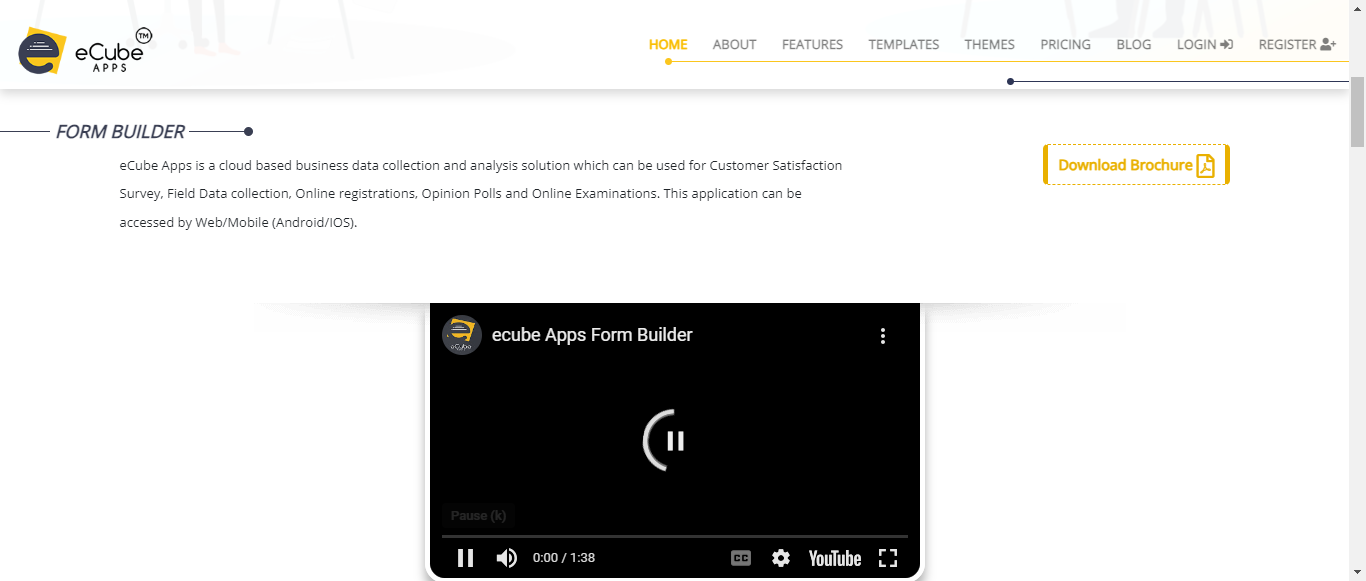 eCube TM
APPS
HOME ABOUT FEATURES TEMPLATES THEMES PRICING BLOG LOGIN REGISTER
FORM BUILDER
eCube Apps is a cloud based business data collection and analysis solution which can be used for Customer Satisfaction
Survey, Field Data collection, Online registrations, Opinion Polls and Online Examinations. This application can be
accessed by Web/Mobile (Android/IOS).
Download Brochure
eCube
ecube Apps Form Builder
Pause (k)
0:00 / 1:38
CC
YouTube